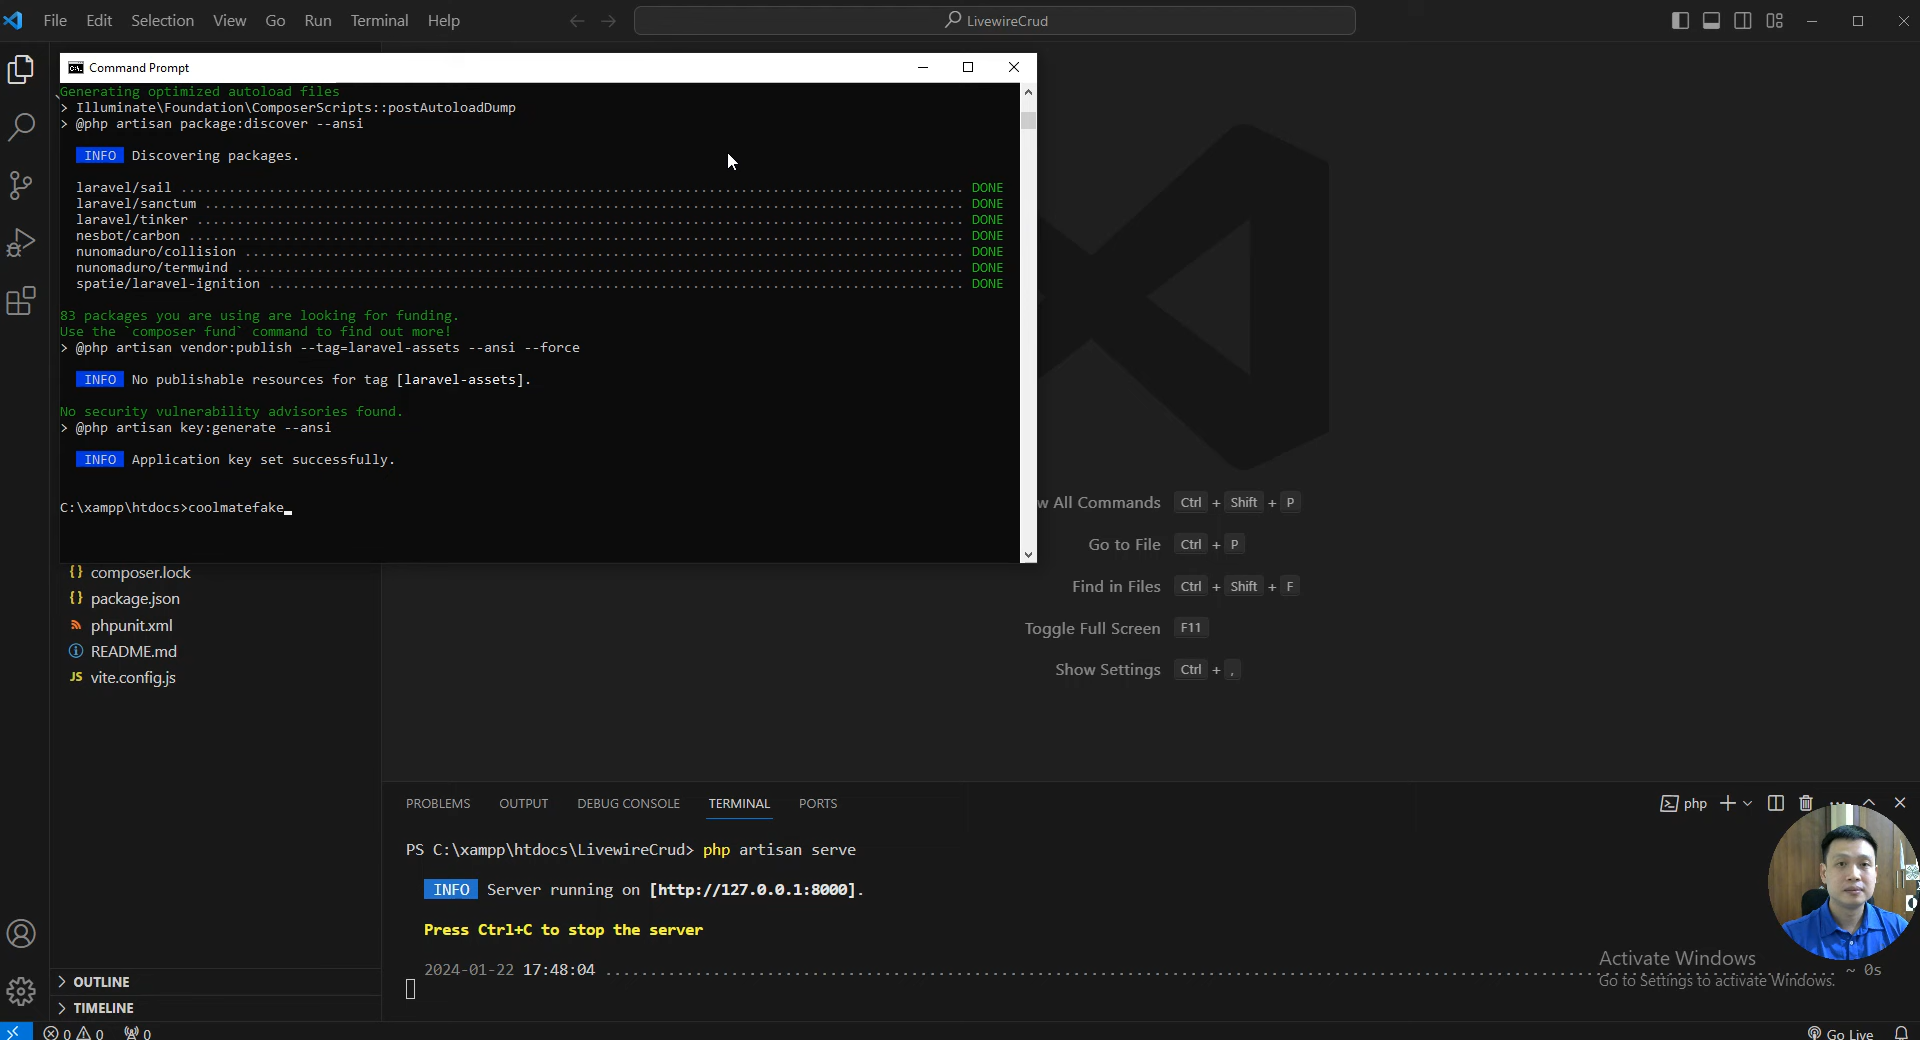 File Edit Selection View Go Run Terminal Help
LivewireCrud
Command Prompt
Generating optimized autoload files
> Illuminate\Foundation\ComposerScripts::postAutoloadDump
> @php artisan package:discover --ansi
INFO Discovering packages.
laravel/sail .................................................................................................. DONE
laravel/sanctum ................................................................................................ DONE
laravel/tinker ................................................................................................ DONE
nesbot/carbon ................................................................................................. DONE
nunomaduro/collision .......................................................................................... DONE
nunomaduro/termwind ............................................................................................ DONE
spatie/laravel-ignition ....................................................................................... DONE
83 packages you are using are looking for funding.
Use the `composer fund` command to find out more!
> @php artisan vendor:publish --tag=laravel-assets --ansi --force
INFO No publishable resources for tag [laravel-assets].
No security vulnerability advisories found.
> @php artisan key:generate --ansi
INFO Application key set successfully.
C:\xampp\htdocs>coolmatefake
composer.lock
package.json
phpunit.xml
README.md
JS vite.config.js
OUTLINE
TIMELINE
w All Commands Ctrl + Shift + P
Go to File Ctrl + P
Find in Files Ctrl + Shift + F
Toggle Full Screen F11
Show Settings Ctrl + ,
PROBLEMS OUTPUT DEBUG CONSOLE TERMINAL PORTS
php
PS C:\xampp\htdocs\LivewireCrud> php artisan serve
INFO Server running on [http://127.0.0.1:8000].
Press Ctrl+C to stop the server
2024-01-22 17:48:04 ........................................................................ ~ 0s
Activate Windows
Go to Settings to activate Windows.
0 0 0
Go Live